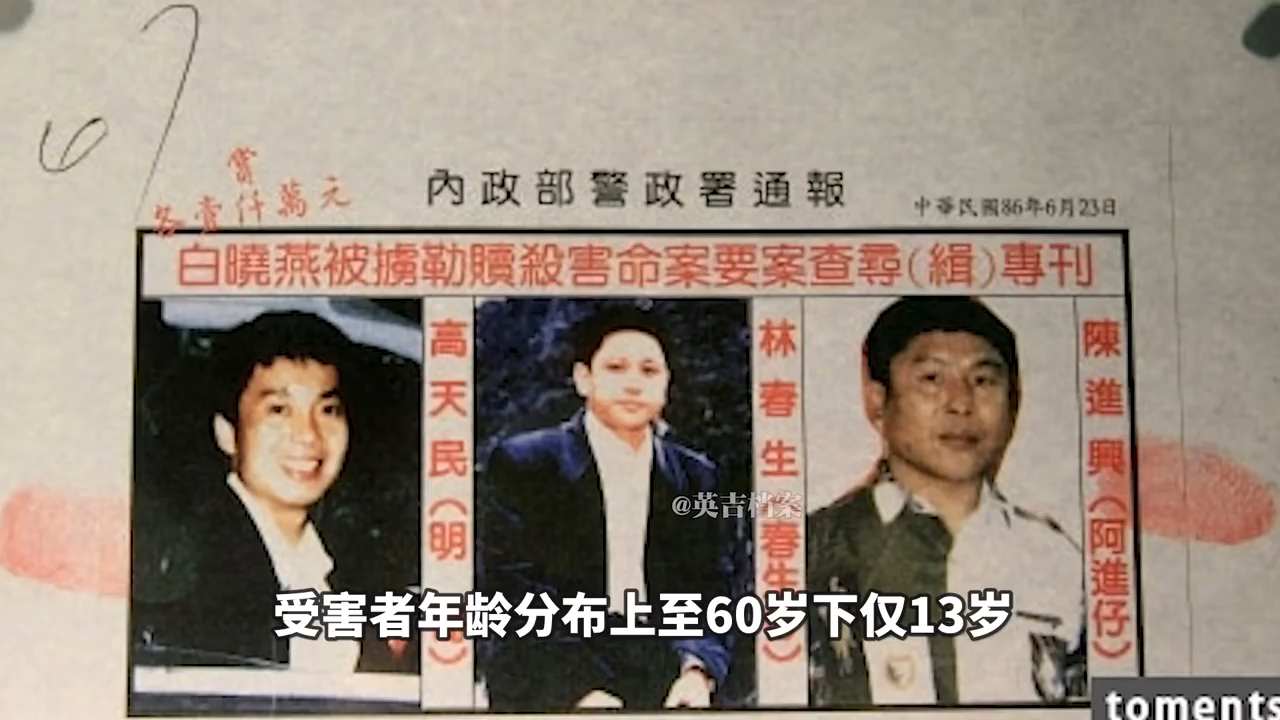 67
賞
各壹仟萬元
內政部警政署通報
中華民國86年6月23日
白曉燕被擄勒贖殺害命案要案查尋(緝)專刊
高天民(明
林春生
春生
陳進興(阿進仔)
@英吉档案
受害者年龄分布上至60岁下仅13岁
toments